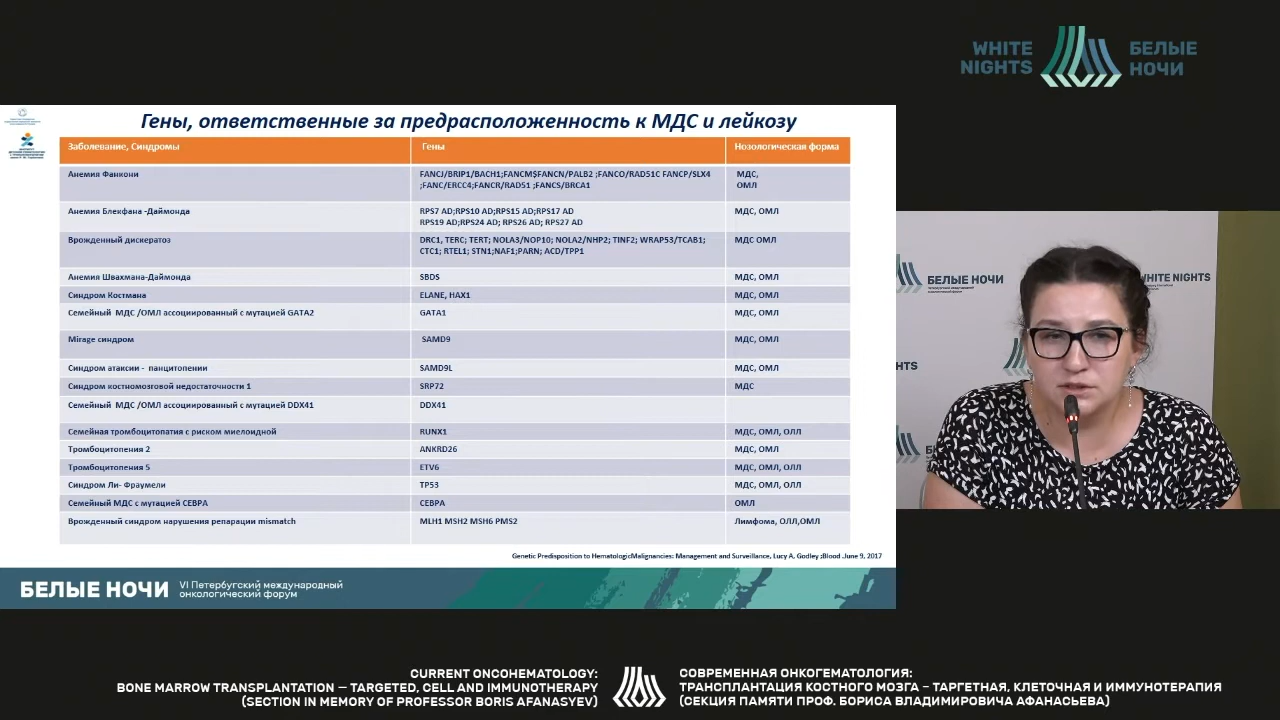 WHITE
NIGHTS
БЕЛЫЕ
НОЧИ
Гены, ответственные за предрасположенность к МДС и лейкозу
Заболевание, Синдромы
Гены
Нозологическая форма
Анемия Фанкони
FANCJ/BRIP1/BACH1;FANCM$FANCN/PALB2 ;FANCO/RAD51C FANCP/SLX4
;FANC/ERCC4;FANCR/RAD51 ;FANCS/BRCA1
МДС,
ОМЛ
Анемия Блекфана -Даймонда
RPS7 AD;RPS10 AD;RPS15 AD;RPS17 AD
RPS19 AD;RPS24 AD; RPS26 AD; RPS27 AD
МДС, ОМЛ
Врожденный дискератоз
DRC1, TERC; TERT; NOLA3/NOP10; NOLA2/NHP2; TINF2; WRAP53/TCAB1;
CTC1; RTEL1; STN1;NAF1;PARN; ACD/TPP1
МДС ОМЛ
Анемия Швахмана-Даймонда
SBDS
МДС, ОМЛ
Синдром Костмана
ELANE, HAX1
МДС, ОМЛ
Семейный МДС /ОМЛ ассоциированный с мутацией GATA2
GATA1
МДС, ОМЛ
Mirage синдром
SAMD9
МДС, ОМЛ
Синдром атаксии - панцитопении
SAMD9L
МДС, ОМЛ
Синдром костномозговой недостаточности 1
SRP72
МДС
Семейный МДС /ОМЛ ассоциированный с мутацией DDX41
DDX41
Семейная тромбоцитопатия с риском миелоидной
RUNX1
МДС, ОМЛ, ОЛЛ
Тромбоцитопения 2
ANKRD26
МДС, ОМЛ
Тромбоцитопения 5
ETV6
МДС, ОМЛ, ОЛЛ
Синдром Ли- Фраумели
TP53
МДС, ОМЛ, ОЛЛ
Семейный МДС с мутацией СЕВРА
СЕВРА
ОМЛ
Врожденный синдром нарушения репарации mismatch
MLH1 MSH2 MSH6 PMS2
Лимфома, ОЛЛ,ОМЛ
Genetic Predisposition to HematologicMalignancies: Management and Surveillance, Lucy A. Godley ;Blood .June 9, 2017
БЕЛЫЕ НОЧИ
VI Петербургский международный
онкологический форум
БЕЛЫЕ НОЧИ
WHITE NIGHTS
HTS
БЕЛЫЕ
CURRENT ONCOHEMATOLOGY:
BONE MARROW TRANSPLANTATION – TARGETED, CELL AND IMMUNOTHERAPY
(SECTION IN MEMORY OF PROFESSOR BORIS AFANASYEV)
СОВРЕМЕННАЯ ОНКОГЕМАТОЛОГИЯ:
ТРАНСПЛАНТАЦИЯ КОСТНОГО МОЗГА – ТАРГЕТНАЯ, КЛЕТОЧНАЯ И ИММУНОТЕРАПИЯ
(СЕКЦИЯ ПАМЯТИ ПРОФ. БОРИСА ВЛАДИМИРОВИЧА АФАНАСЬЕВА)